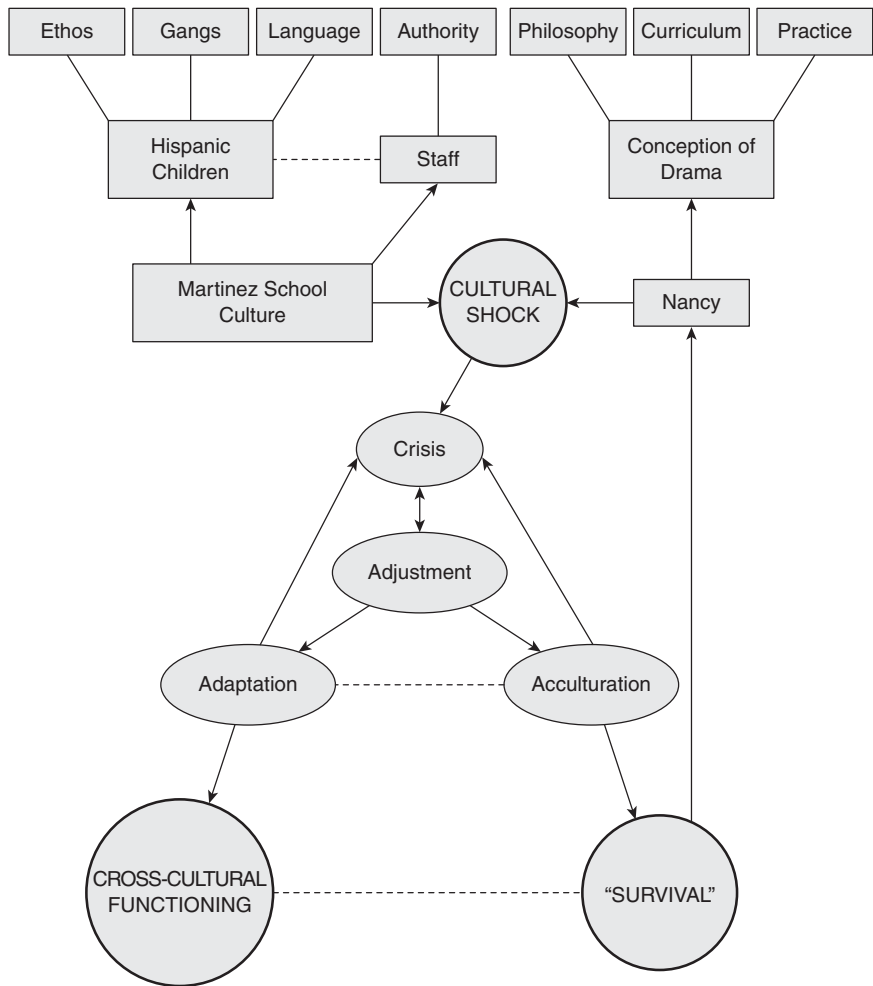 Ethos
Gangs
Language
Authority
Philosophy
Curriculum
Practice
Hispanic
Children
Staff
Conception of
Drama
Martinez School
Culture
CULTURAL
SHOCK
Nancy
Crisis
Adjustment
Adaptation
Acculturation
CROSS-CULTURAL
FUNCTIONING
“SURVIVAL”